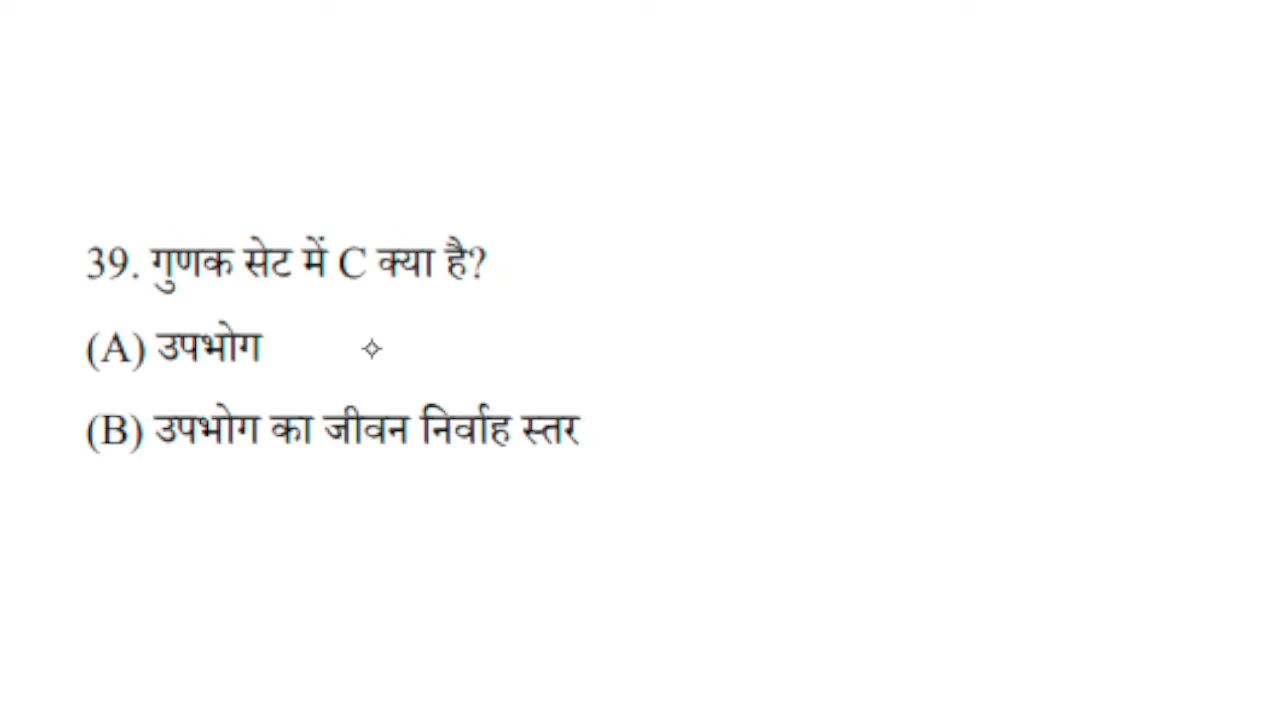 39. गुणक सेट में C क्या है?
(A) उपभोग
(B) उपभोग का जीवन निर्वाह स्तर